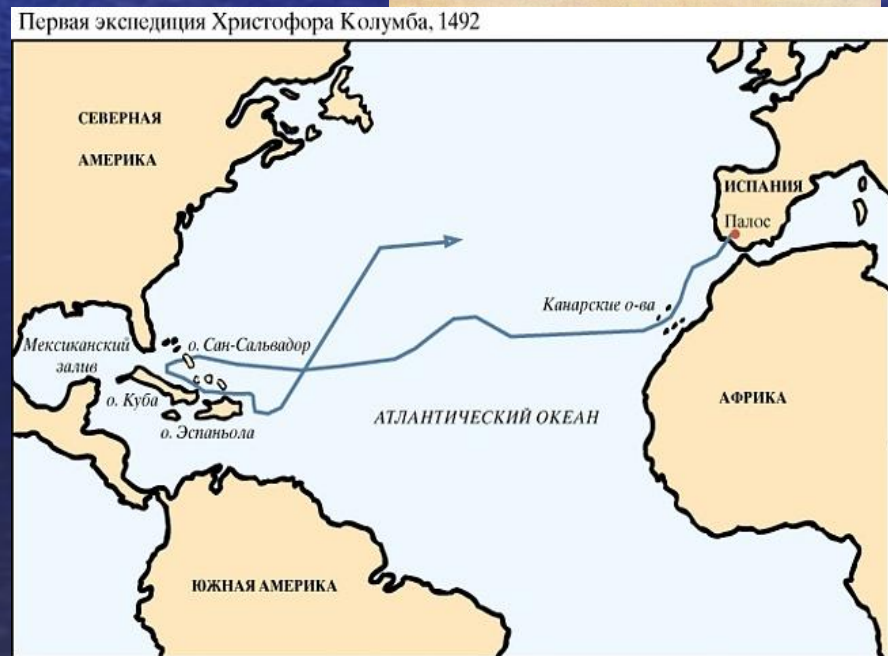 Первая экспедиция Христофора Колумба, 1492
СЕВЕРНАЯ
АМЕРИКА
ИСПАНИЯ
Палос
Канарские о-ва
Мексиканский
залив
о. Сан-Сальвадор
о. Куба
о. Эспаньола
АТЛАНТИЧЕСКИЙ ОКЕАН
АФРИКА
ЮЖНАЯ АМЕРИКА